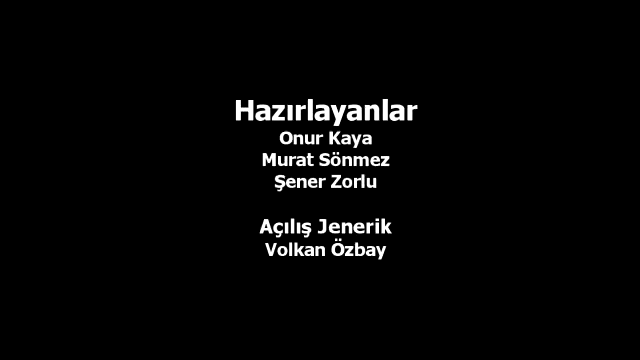 Hazırlayanlar
Onur Kaya
Murat Sönmez
Şener Zorlu
Açılış Jenerik
Volkan Özbay